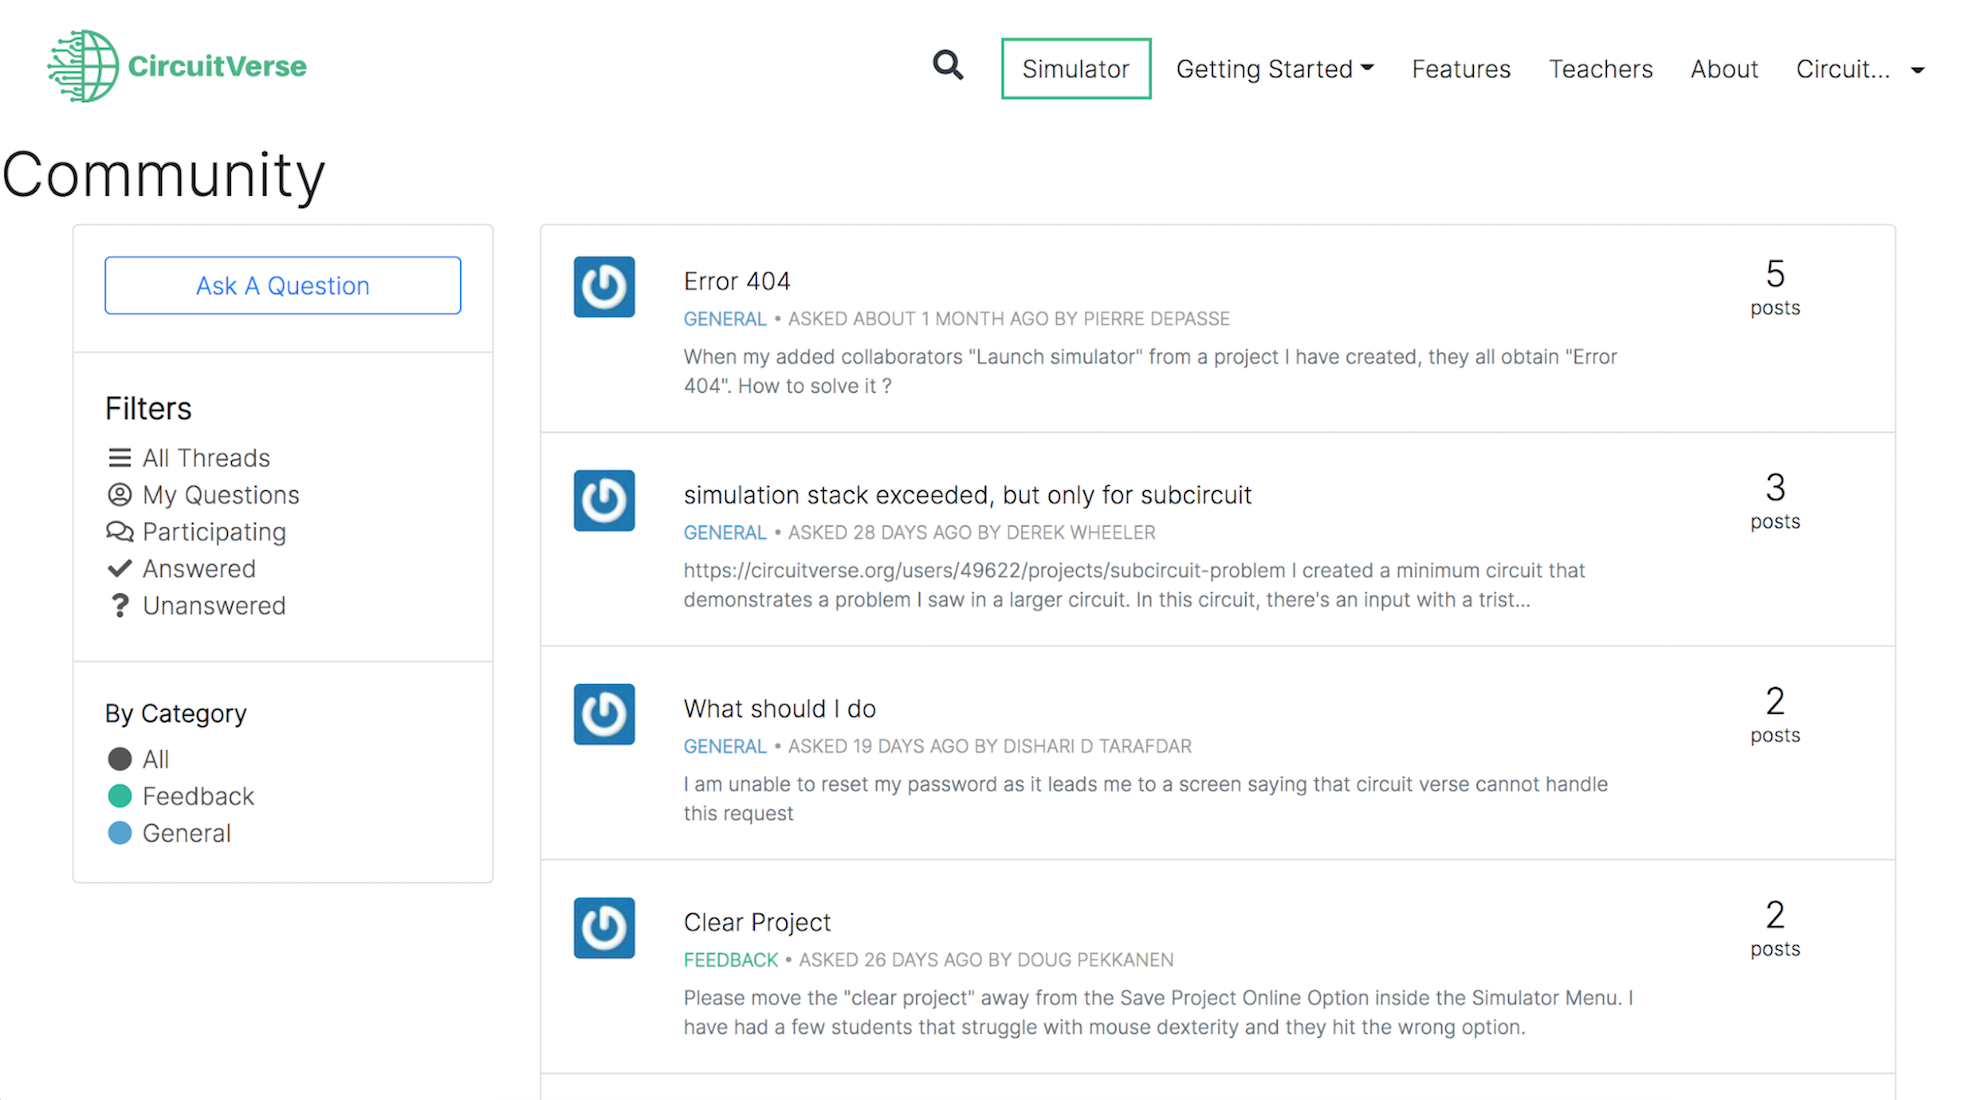 CircuitVerse
Simulator
Getting Started
Features
Teachers
About
Circuit...
Community
Ask A Question
Filters
All Threads
My Questions
Participating
Answered
Unanswered
By Category
All
Feedback
General
Error 404
GENERAL • ASKED ABOUT 1 MONTH AGO BY PIERRE DEPASSE
When my added collaborators "Launch simulator" from a project I have created, they all obtain "Error
404". How to solve it ?
5
posts
simulation stack exceeded, but only for subcircuit
GENERAL • ASKED 28 DAYS AGO BY DEREK WHEELER
https://circuitverse.org/users/49622/projects/subcircuit-problem I created a minimum circuit that
demonstrates a problem I saw in a larger circuit. In this circuit, there's an input with a trist...
3
posts
What should I do
GENERAL • ASKED 19 DAYS AGO BY DISHARI D TARAFDAR
I am unable to reset my password as it leads me to a screen saying that circuit verse cannot handle
this request
2
posts
Clear Project
FEEDBACK • ASKED 26 DAYS AGO BY DOUG PEKKANEN
Please move the "clear project" away from the Save Project Online Option inside the Simulator Menu. I
have had a few students that struggle with mouse dexterity and they hit the wrong option.
2
posts